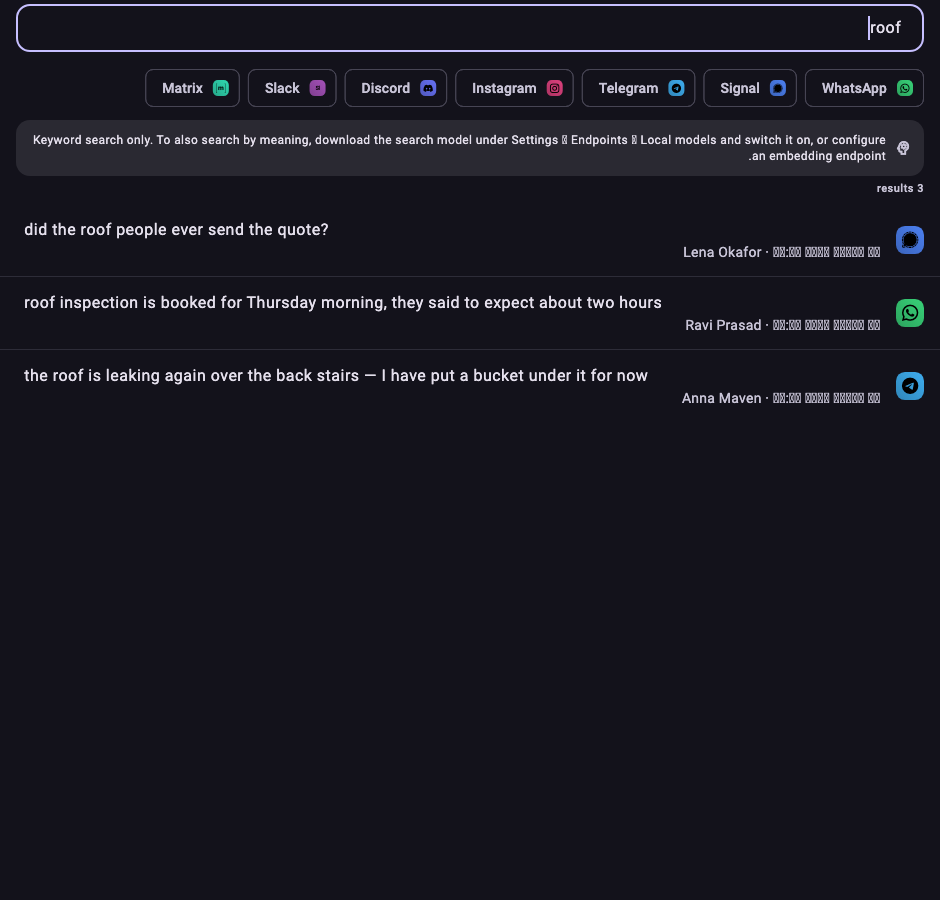 roof
WhatsApp
Signal
Telegram
Instagram
Discord
Slack
Matrix
Keyword search only. To also search by meaning, download the search model under Settings Endpoints Local models and switch it on, or configure
an embedding endpoint.
results 3
did the roof people ever send the quote?
Lena Okafor ·
roof inspection is booked for Thursday morning, they said to expect about two hours
Ravi Prasad ·
the roof is leaking again over the back stairs — I have put a bucket under it for now
Anna Maven ·